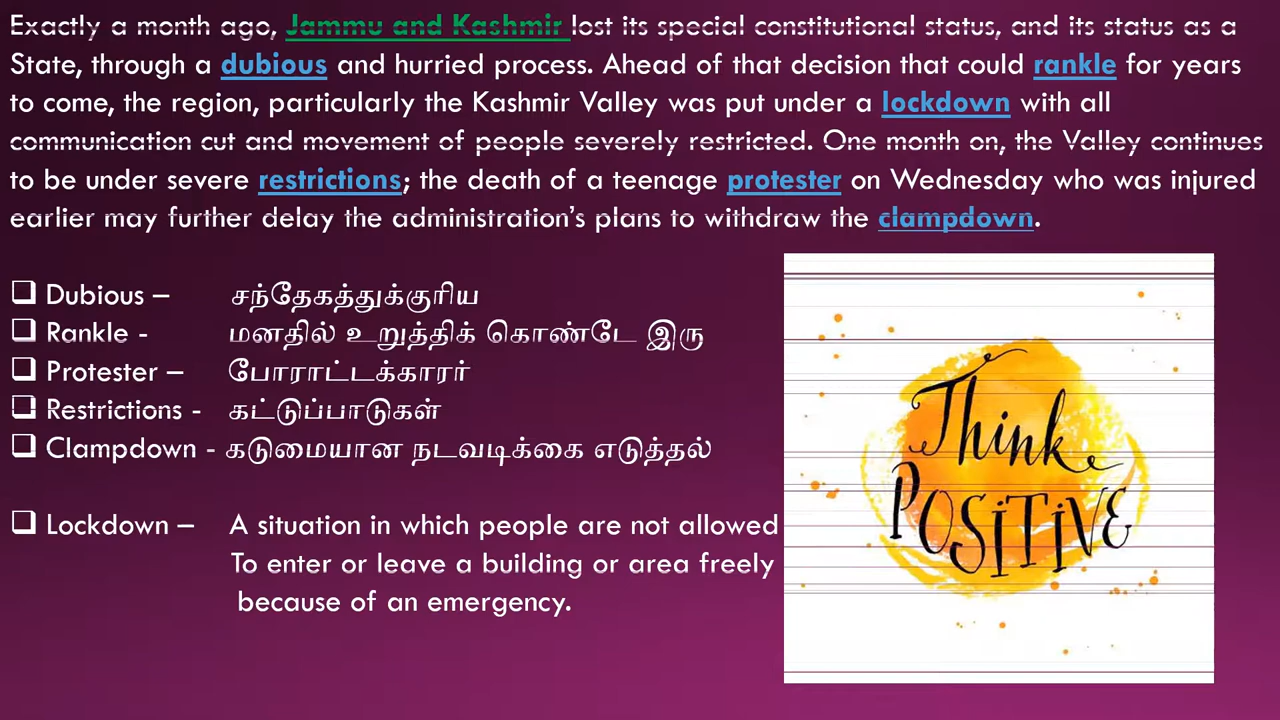 Exactly a month ago, Jammu and Kashmir lost its special constitutional status, and its status as a
State, through a dubious and hurried process. Ahead of that decision that could rankle for years
to come, the region, particularly the Kashmir Valley was put under a lockdown with all
communication cut and movement of people severely restricted. One month on, the Valley continues
to be under severe restrictions; the death of a teenage protester on Wednesday who was injured
earlier may further delay the administration’s plans to withdraw the clampdown.
❑ Dubious – சந்தேகத்துக்குரிய
❑ Rankle - மனதில் உறுத்திக் கொண்டே இரு
❑ Protester – போராட்டக்காரர்
❑ Restrictions - கட்டுப்பாடுகள்
❑ Clampdown - கடுமையான நடவடிக்கை எடுத்தல்
❑ Lockdown – A situation in which people are not allowed
To enter or leave a building or area freely
because of an emergency.
Think
POSITIVE